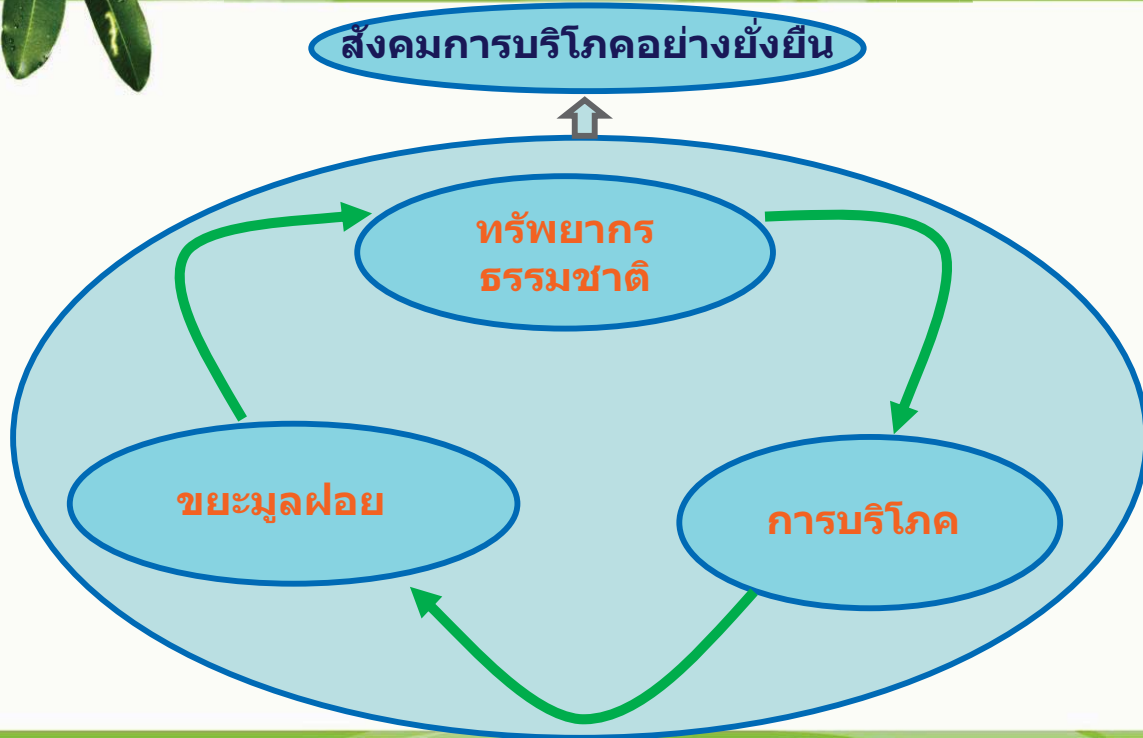 สังคมการบริโภคอย่างยั่งยืน
ทรัพยากร
ธรรมชาติ
ขยะมูลฝอย
การบริโภค